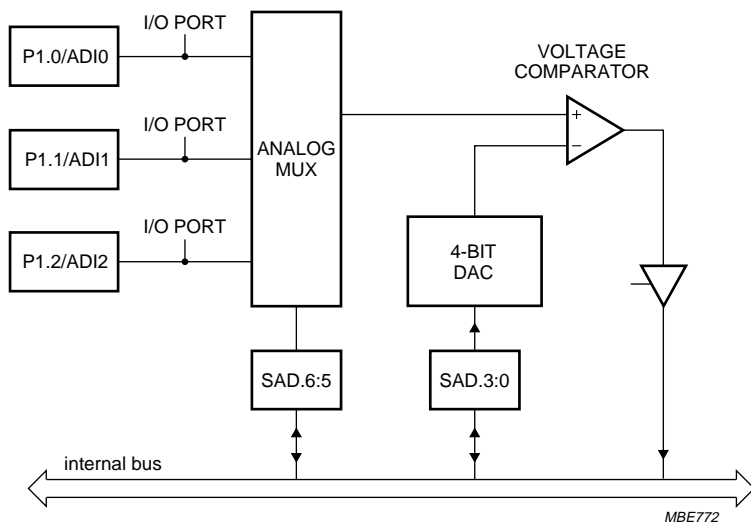 I/O PORT
P1.0/ADI0
I/O PORT
P1.1/ADI1
I/O PORT
P1.2/ADI2
ANALOG
MUX
VOLTAGE
COMPARATOR
+
−
4-BIT
DAC
SAD.6:5
SAD.3:0
internal bus
MBE772